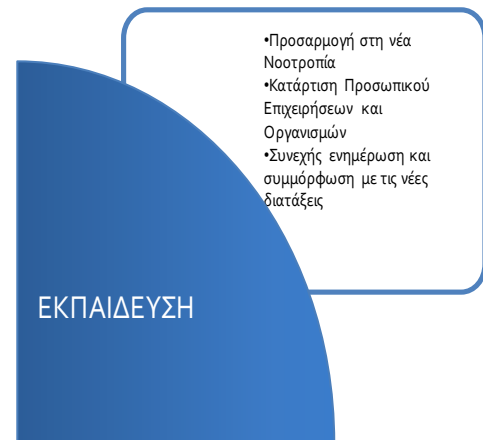 •Προσαρμογή στη νέα
Νοοτροπία
•Κατάρτιση Προσωπικού
Επιχειρήσεων και
Οργανισμών
•Συνεχής ενημέρωση και
συμμόρφωση με τις νέες
διατάξεις
ΕΚΠΑΙΔΕΥΣΗ